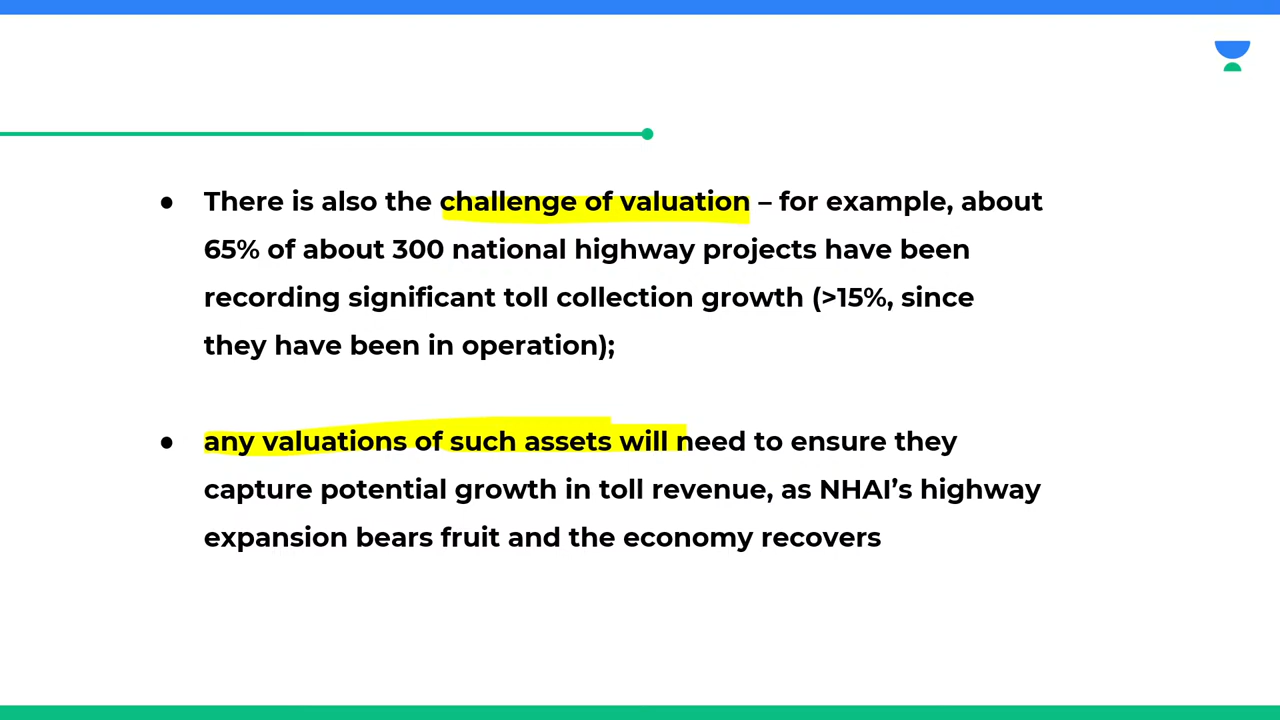 ● There is also the challenge of valuation – for example, about
65% of about 300 national highway projects have been
recording significant toll collection growth (>15%, since
they have been in operation);
● any valuations of such assets will need to ensure they
capture potential growth in toll revenue, as NHAI’s highway
expansion bears fruit and the economy recovers